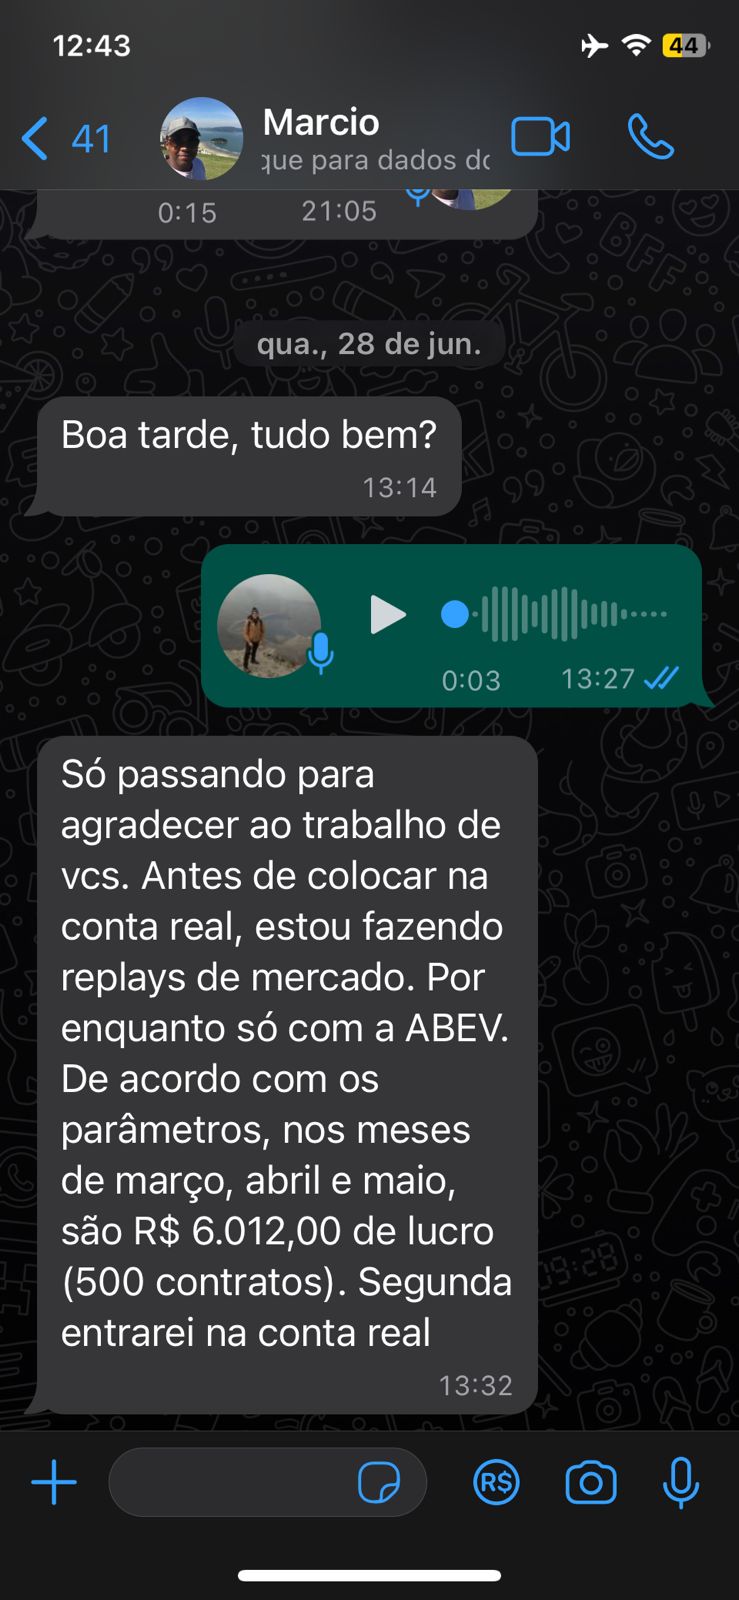 12:43
44
41
Marcio
que para dados do
0:15
21:05
BFF
qua., 28 de jun.
Boa tarde, tudo bem?
13:14
0:03
13:27
Só passando para
agradecer ao trabalho de
vcs. Antes de colocar na
conta real, estou fazendo
replays de mercado. Por
enquanto só com a ABEV.
De acordo com os
parâmetros, nos meses
de março, abril e maio,
são R$ 6.012,00 de lucro
(500 contratos). Segunda
entrarei na conta real
09:28
13:32
R$